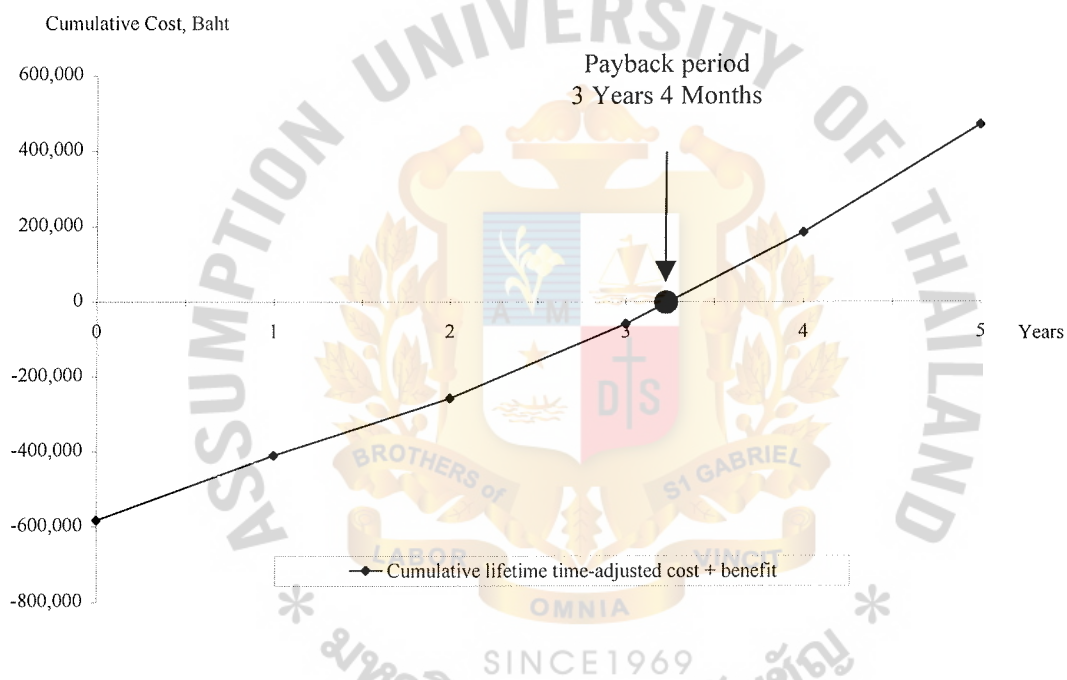 Cumulative Cost, Baht
Payback period
3 Years 4 Months
600,000
400,000
200,000
0
-200,000
-400,000
-600,000
-800,000
0 1 2 3 4 5 Years
Cumulative lifetime time-adjusted cost + benefit
ASSUMPTION UNIVERSITY OF THAILAND
A M
D S
BROTHERS of S1 GABRIEL
LABOR VINCIT
OMNIA
* *
SINCE1969